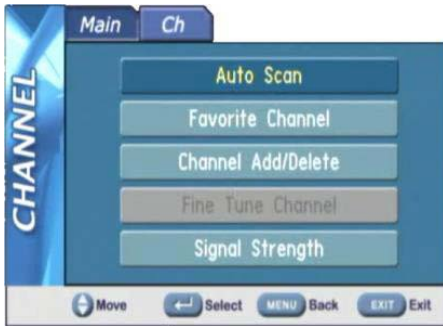 Main Ch
CHANNEL
Auto Scan
Favorite Channel
Channel Add/Delete
Fine Tune Channel
Signal Strength
Move Select MENU Back EXIT Exit